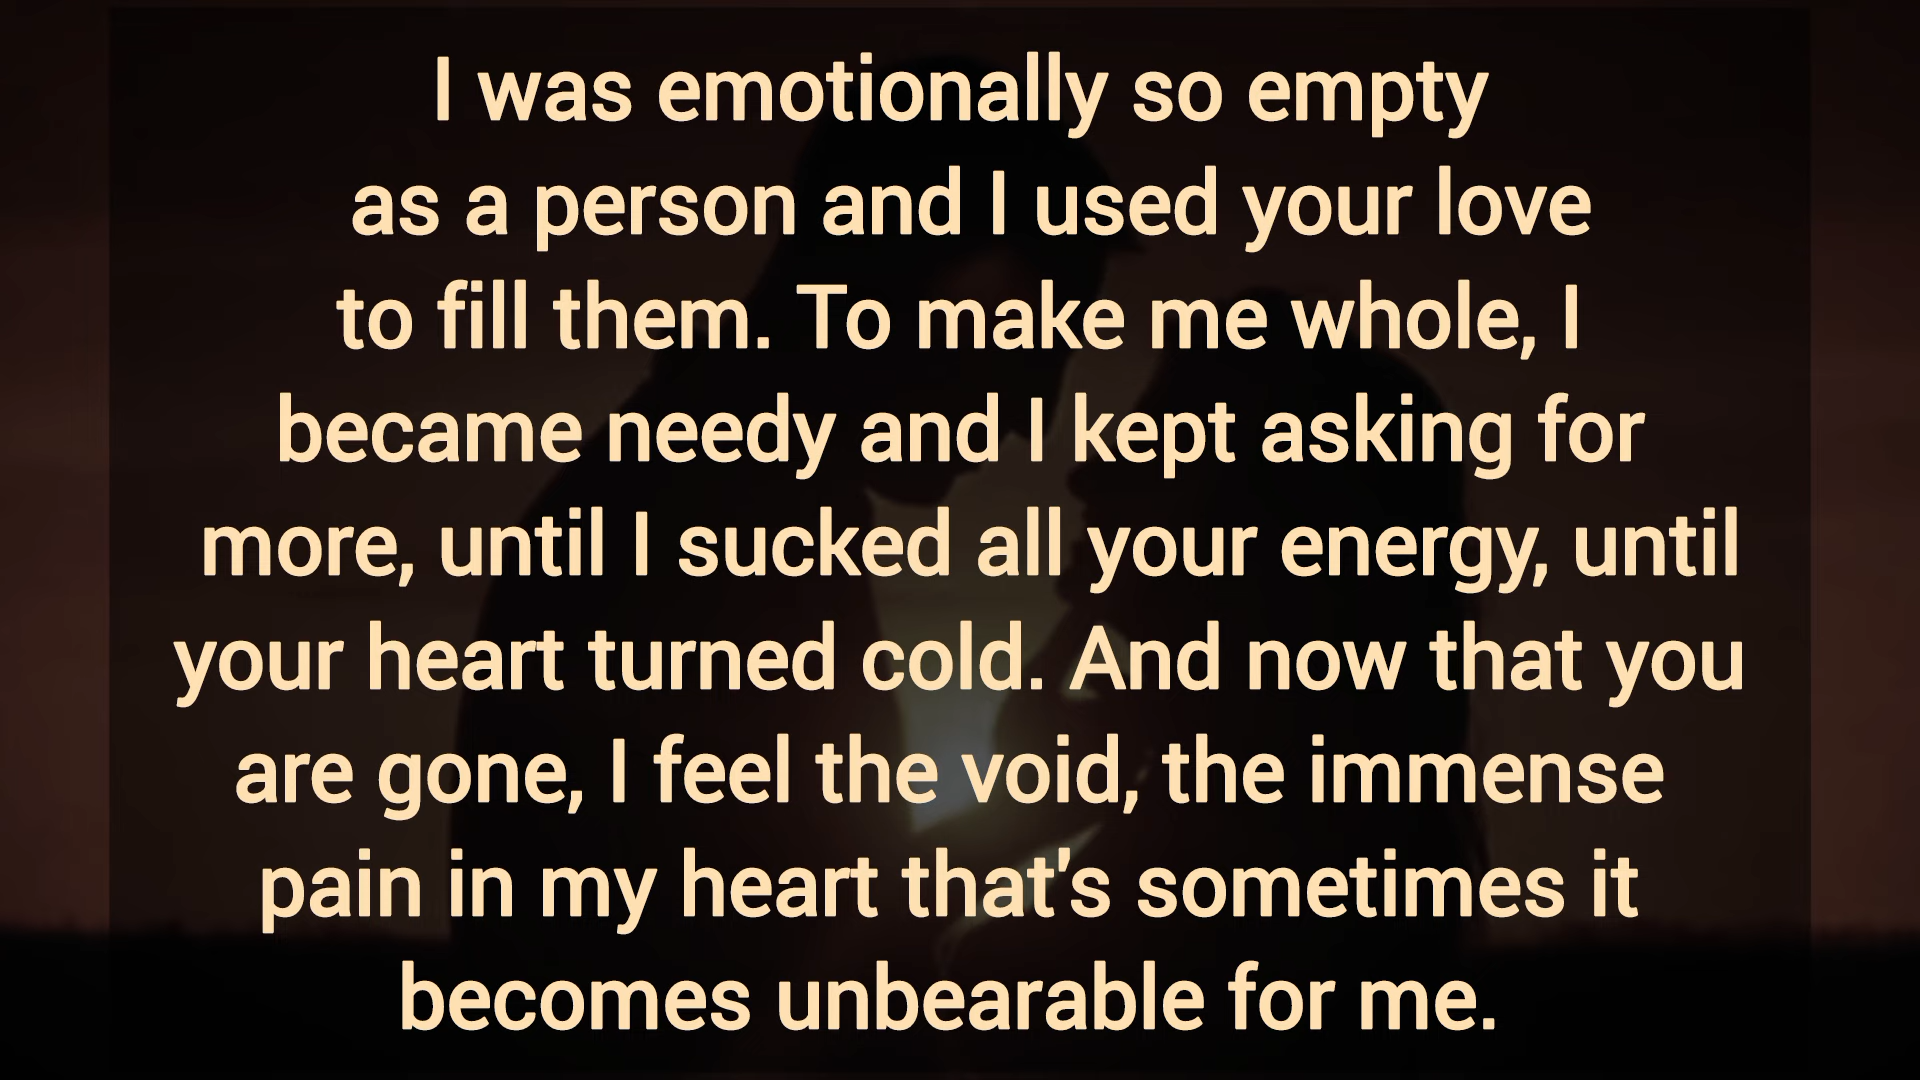 I was emotionally so empty
as a person and I used your love
to fill them. To make me whole, I
became needy and I kept asking for
more, until I sucked all your energy, until
your heart turned cold. And now that you
are gone, I feel the void, the immense
pain in my heart that's sometimes it
becomes unbearable for me.